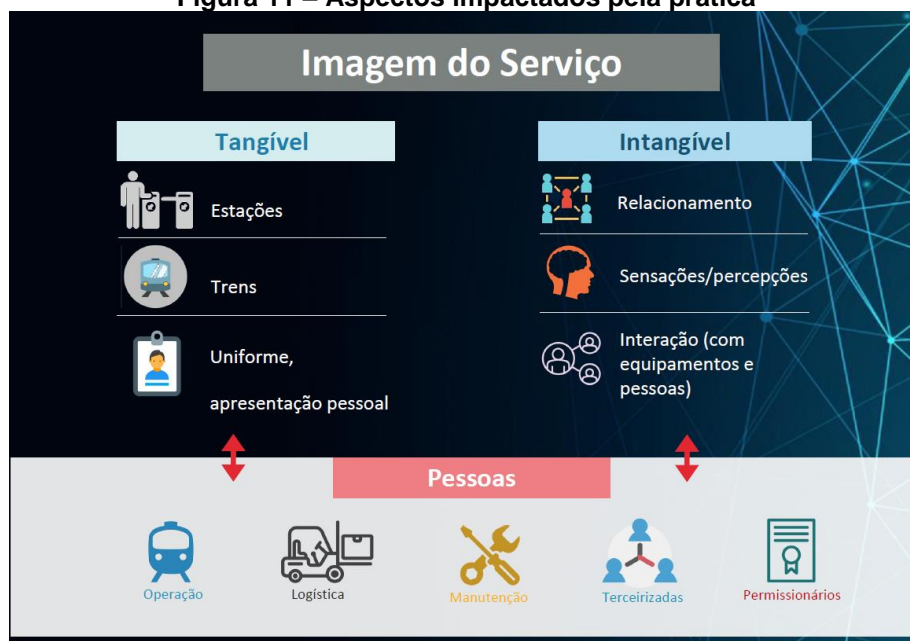 Figura 11 – Aspectos impactados pela prática
Imagem do Serviço
Tangível
Estações
Trens
Uniforme,
apresentação pessoal
Intangível
Relacionamento
Sensações/percepções
Interação (com
equipamentos e
pessoas)
Pessoas
Operação
Logística
Manutenção
Terceirizadas
Permissionários